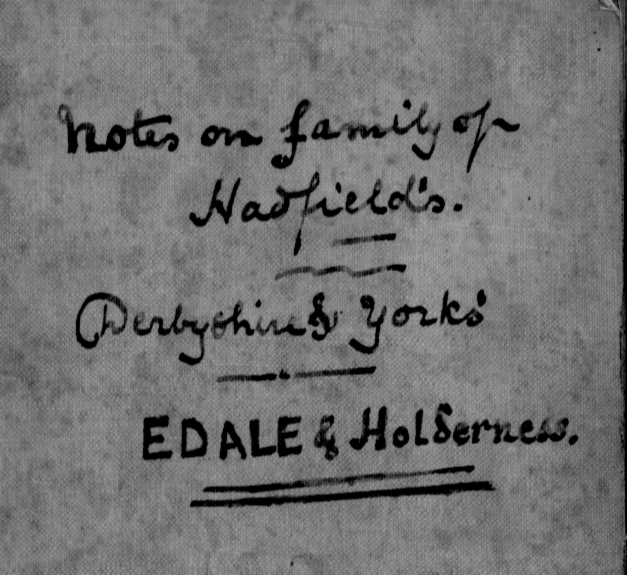 Notes on family of
Hadfield's.
Derbyshire & Yorks'
EDALE & Holderness.